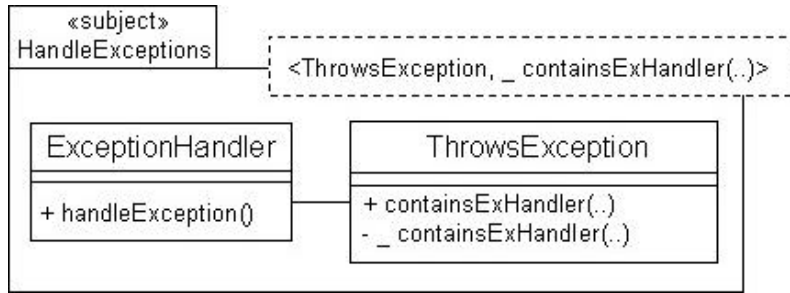 «subject»
HandleExceptions
<ThrowsException, _ containsExHandler(..)>
ExceptionHandler
+ handleException()
ThrowsException
+ containsExHandler(..)
- _ containsExHandler(..)